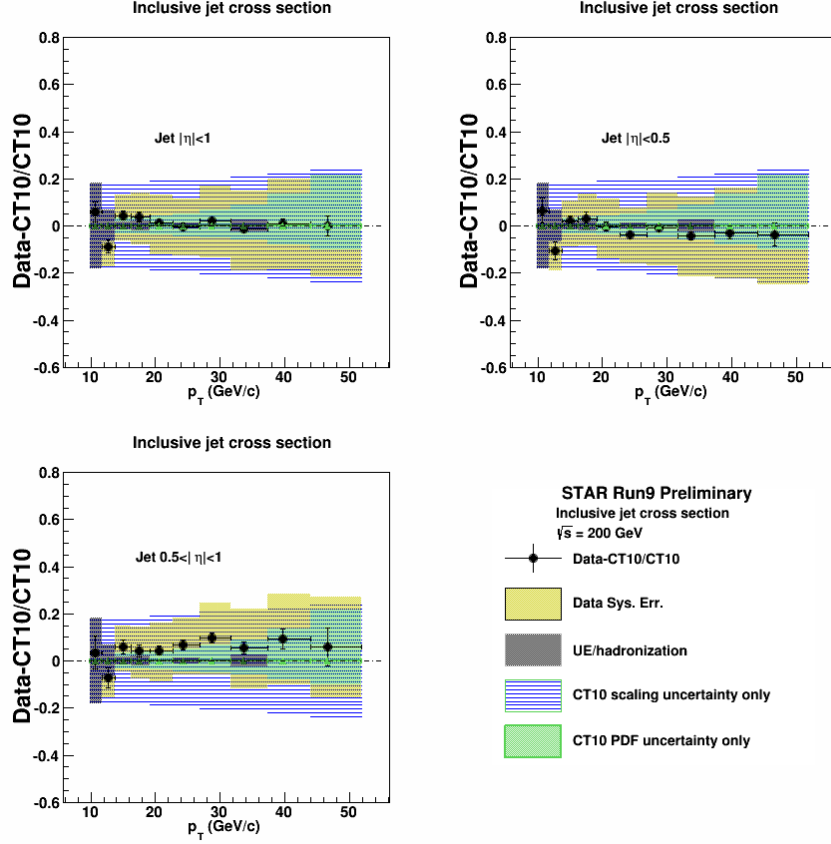 Inclusive jet cross section
Data-CT10/CT10
0.8
0.6
0.4
0.2
0
-0.2
-0.4
-0.6
Jet |η|<1
10 20 30 40 50
p_T (GeV/c)
Inclusive jet cross section
Data-CT10/CT10
0.8
0.6
0.4
0.2
0
-0.2
-0.4
-0.6
Jet |η|<0.5
10 20 30 40 50
p_T (GeV/c)
Inclusive jet cross section
Data-CT10/CT10
0.8
0.6
0.4
0.2
0
-0.2
-0.4
-0.6
Jet 0.5<| η|<1
10 20 30 40 50
p_T (GeV/c)
STAR Run9 Preliminary
Inclusive jet cross section
√s = 200 GeV
Data-CT10/CT10
Data Sys. Err.
UE/hadronization
CT10 scaling uncertainty only
CT10 PDF uncertainty only